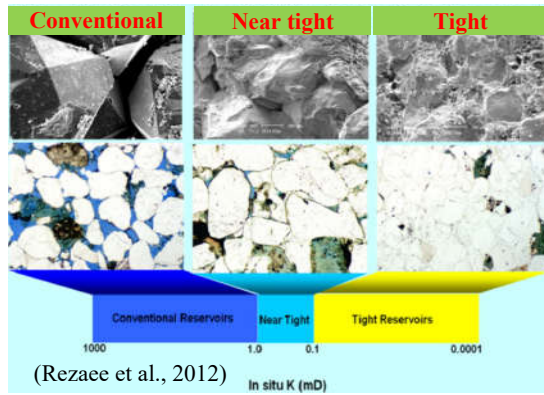 Conventional Near tight Tight
Conventional Reservoirs Near Tight Tight Reservoirs
1000 1.0 0.1 0.0001
(Rezaee et al., 2012)
In situ K (mD)